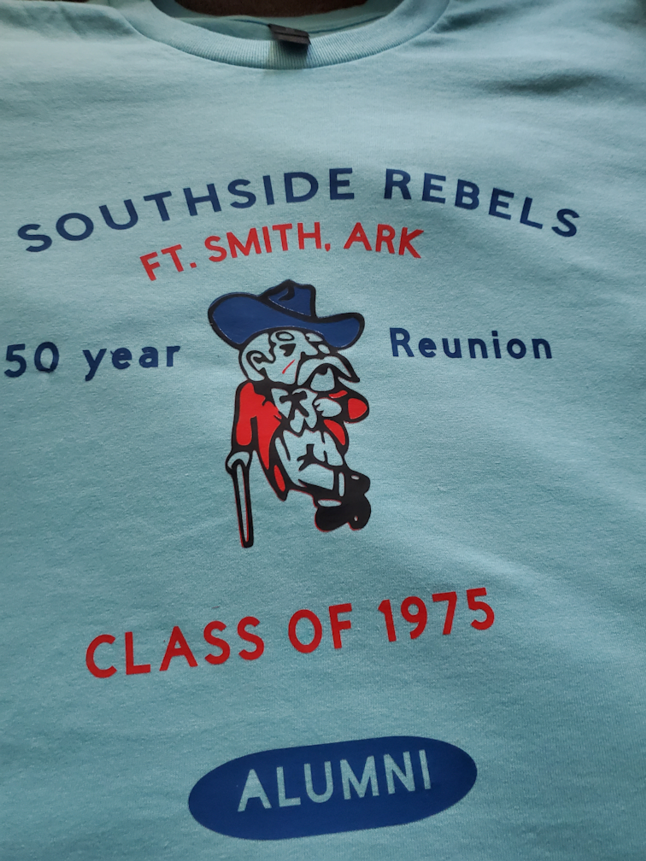 SOUTHSIDE REBELS
FT. SMITH, ARK
50 year Reunion
CLASS OF 1975
ALUMNI